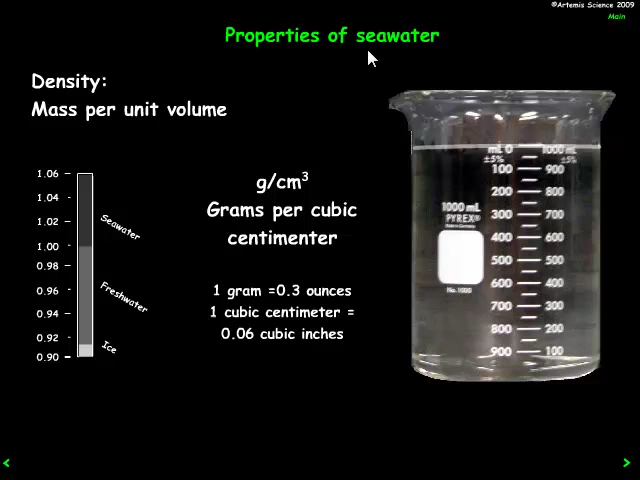 ©Artemis Science 2009
Main
Properties of seawater
Density:
Mass per unit volume
1.06
1.04
1.02
1.00
0.98
0.96
0.94
0.92
0.90
Seawater
Freshwater
Ice
g/cm³
Grams per cubic
centimenter
1 gram =0.3 ounces
1 cubic centimeter =
0.06 cubic inches
mL 0 1000 mL
±5% ±5%
100 900
200 800
300 700
400 600
500 500
600 400
700 300
800 200
900 100
1000 mL
PYREX®
No. 1000
< >